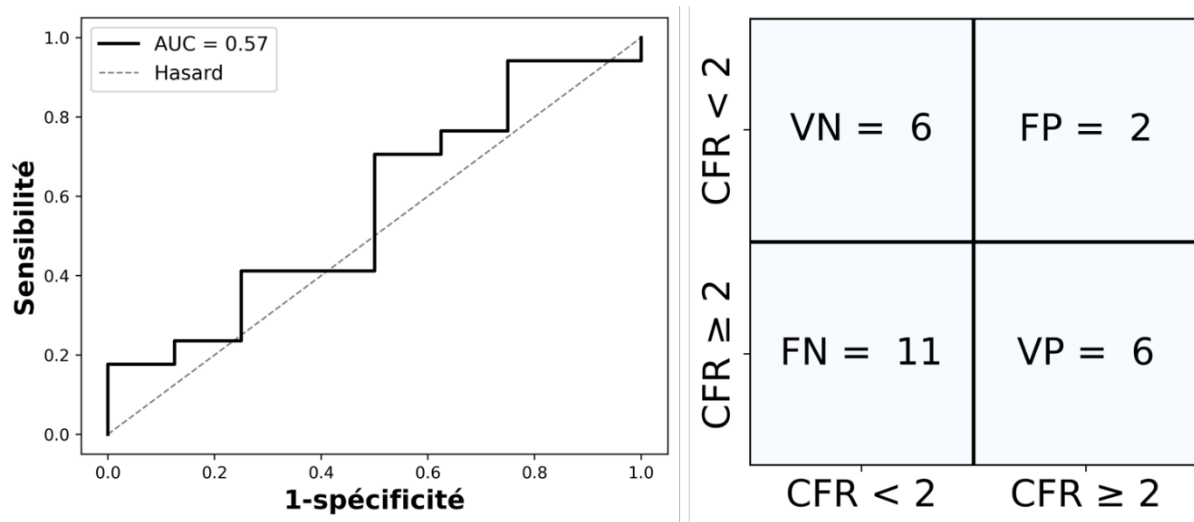 AUC = 0.57
Hasard
1.0
0.8
0.6
0.4
0.2
0.0
Sensibilité
0.0 0.2 0.4 0.6 0.8 1.0
1-spécificité
CFR < 2
VN = 6 FP = 2
CFR ≥ 2
FN = 11 VP = 6
CFR < 2 CFR ≥ 2